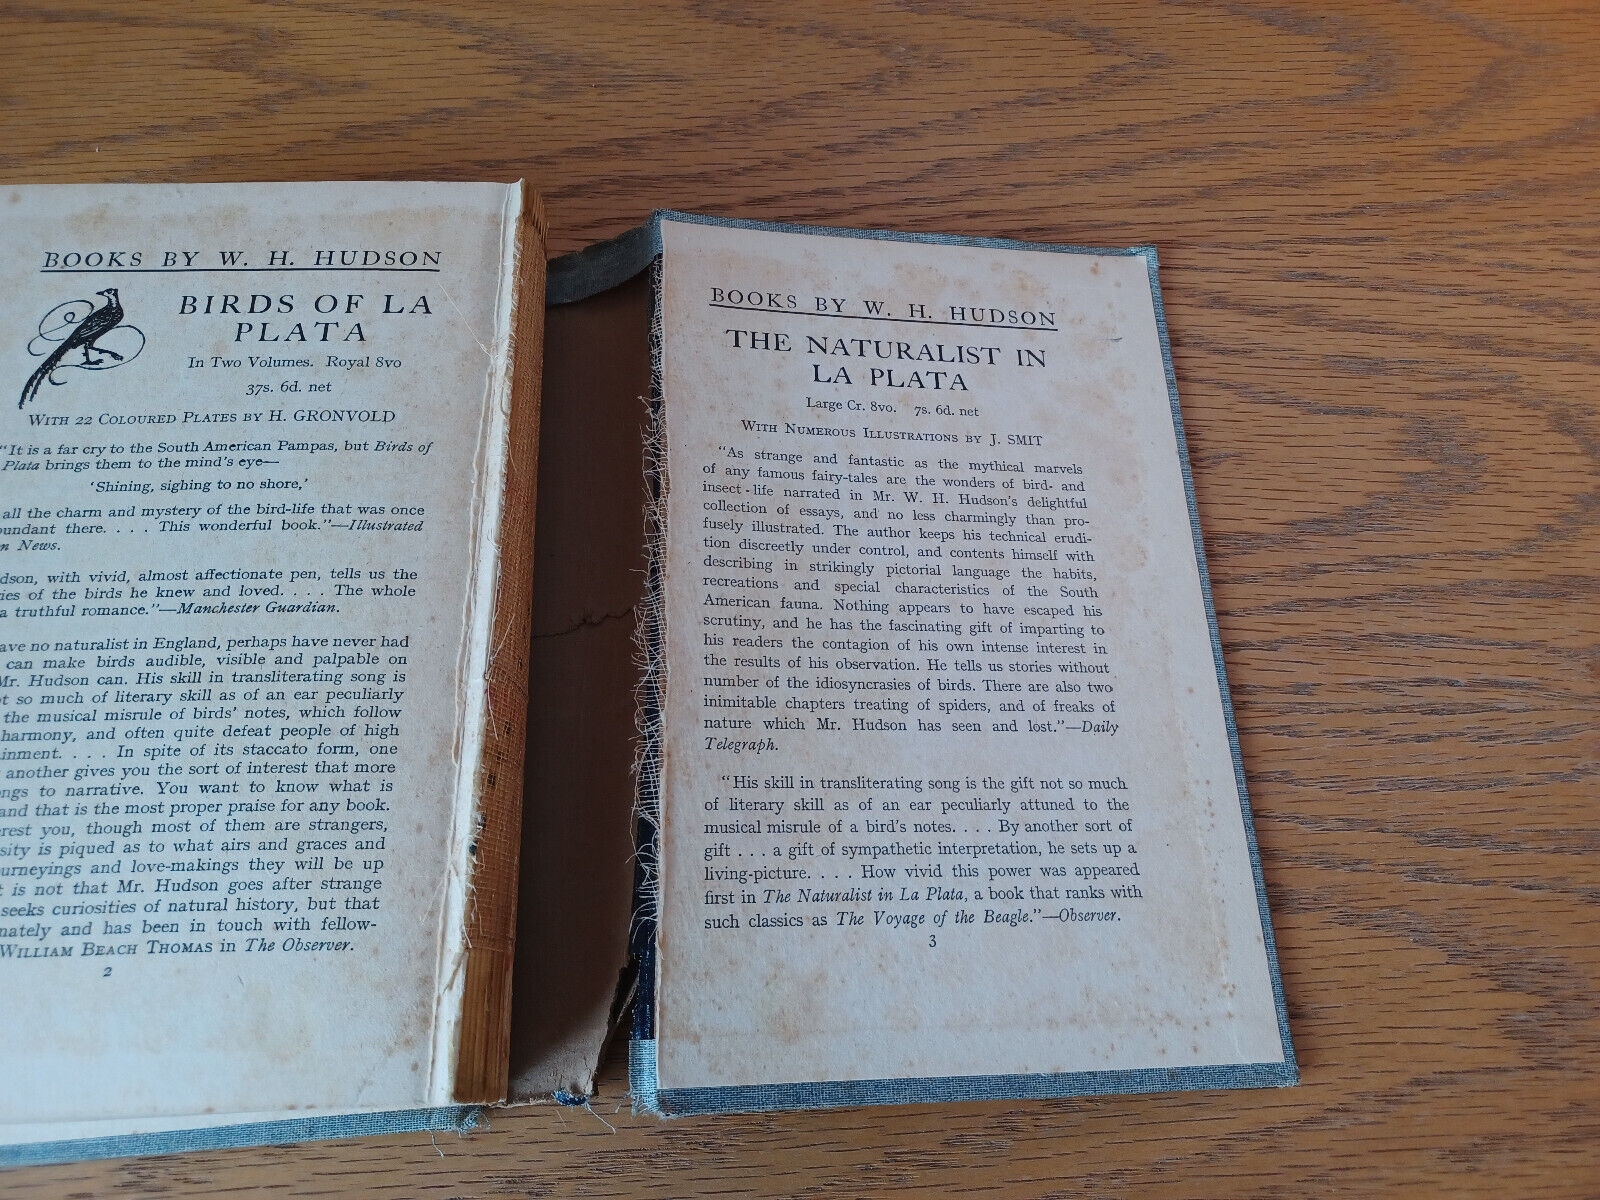 BOOKS BY W. H. HUDSON
BIRDS OF LA
PLATA
In Two Volumes. Royal 8vo
37s. 6d. net
WITH 22 COLOURED PLATES BY H. GRONVOLD
"It is a far cry to the South American Pampas, but Birds of
Plata brings them to the mind's eye—
'Shining, sighing to no shore,'
all the charm and mystery of the bird-life that was once
there. . . . This wonderful book."—Illustrated
News.
with vivid, almost affectionate pen, tells us the
of the birds he knew and loved. . . . The whole
a truthful romance."—Manchester Guardian.
no naturalist in England, perhaps have never had
can make birds audible, visible and palpable on
Mr. Hudson can. His skill in transliterating song is
so much of literary skill as of an ear peculiarly
the musical misrule of birds' notes, which follow
harmony, and often quite defeat people of high
. . . . In spite of its staccato form, one
another gives you the sort of interest that more
to narrative. You want to know what is
and that is the most proper praise for any book.
you, though most of them are strangers,
is piqued as to what airs and graces and
and love-makings they will be up
is not that Mr. Hudson goes after strange
seeks curiosities of natural history, but that
and has been in touch with fellow-
WILLIAM BEACH THOMAS in The Observer.
2
BOOKS BY W. H. HUDSON
THE NATURALIST IN
LA PLATA
Large Cr. 8vo. 7s. 6d. net
WITH NUMEROUS ILLUSTRATIONS BY J. SMIT
"As strange and fantastic as the mythical marvels
of any famous fairy-tales are the wonders of bird- and
insect-life narrated in Mr. W. H. Hudson's delightful
collection of essays, and no less charmingly than pro-
fusely illustrated. The author keeps his technical erudi-
tion discreetly under control, and contents himself with
describing in strikingly pictorial language the habits,
recreations and special characteristics of the South
American fauna. Nothing appears to have escaped his
scrutiny, and he has the fascinating gift of imparting to
his readers the contagion of his own intense interest in
the results of his observation. He tells us stories without
number of the idiosyncrasies of birds. There are also two
inimitable chapters treating of spiders, and of freaks of
nature which Mr. Hudson has seen and lost."—Daily
Telegraph.
"His skill in transliterating song is the gift not so much
of literary skill as of an ear peculiarly attuned to the
musical misrule of a bird's notes. . . . By another sort of
gift . . . a gift of sympathetic interpretation, he sets up a
living-picture. . . . How vivid this power was appeared
first in The Naturalist in La Plata, a book that ranks with
such classics as The Voyage of the Beagle."—Observer.
3